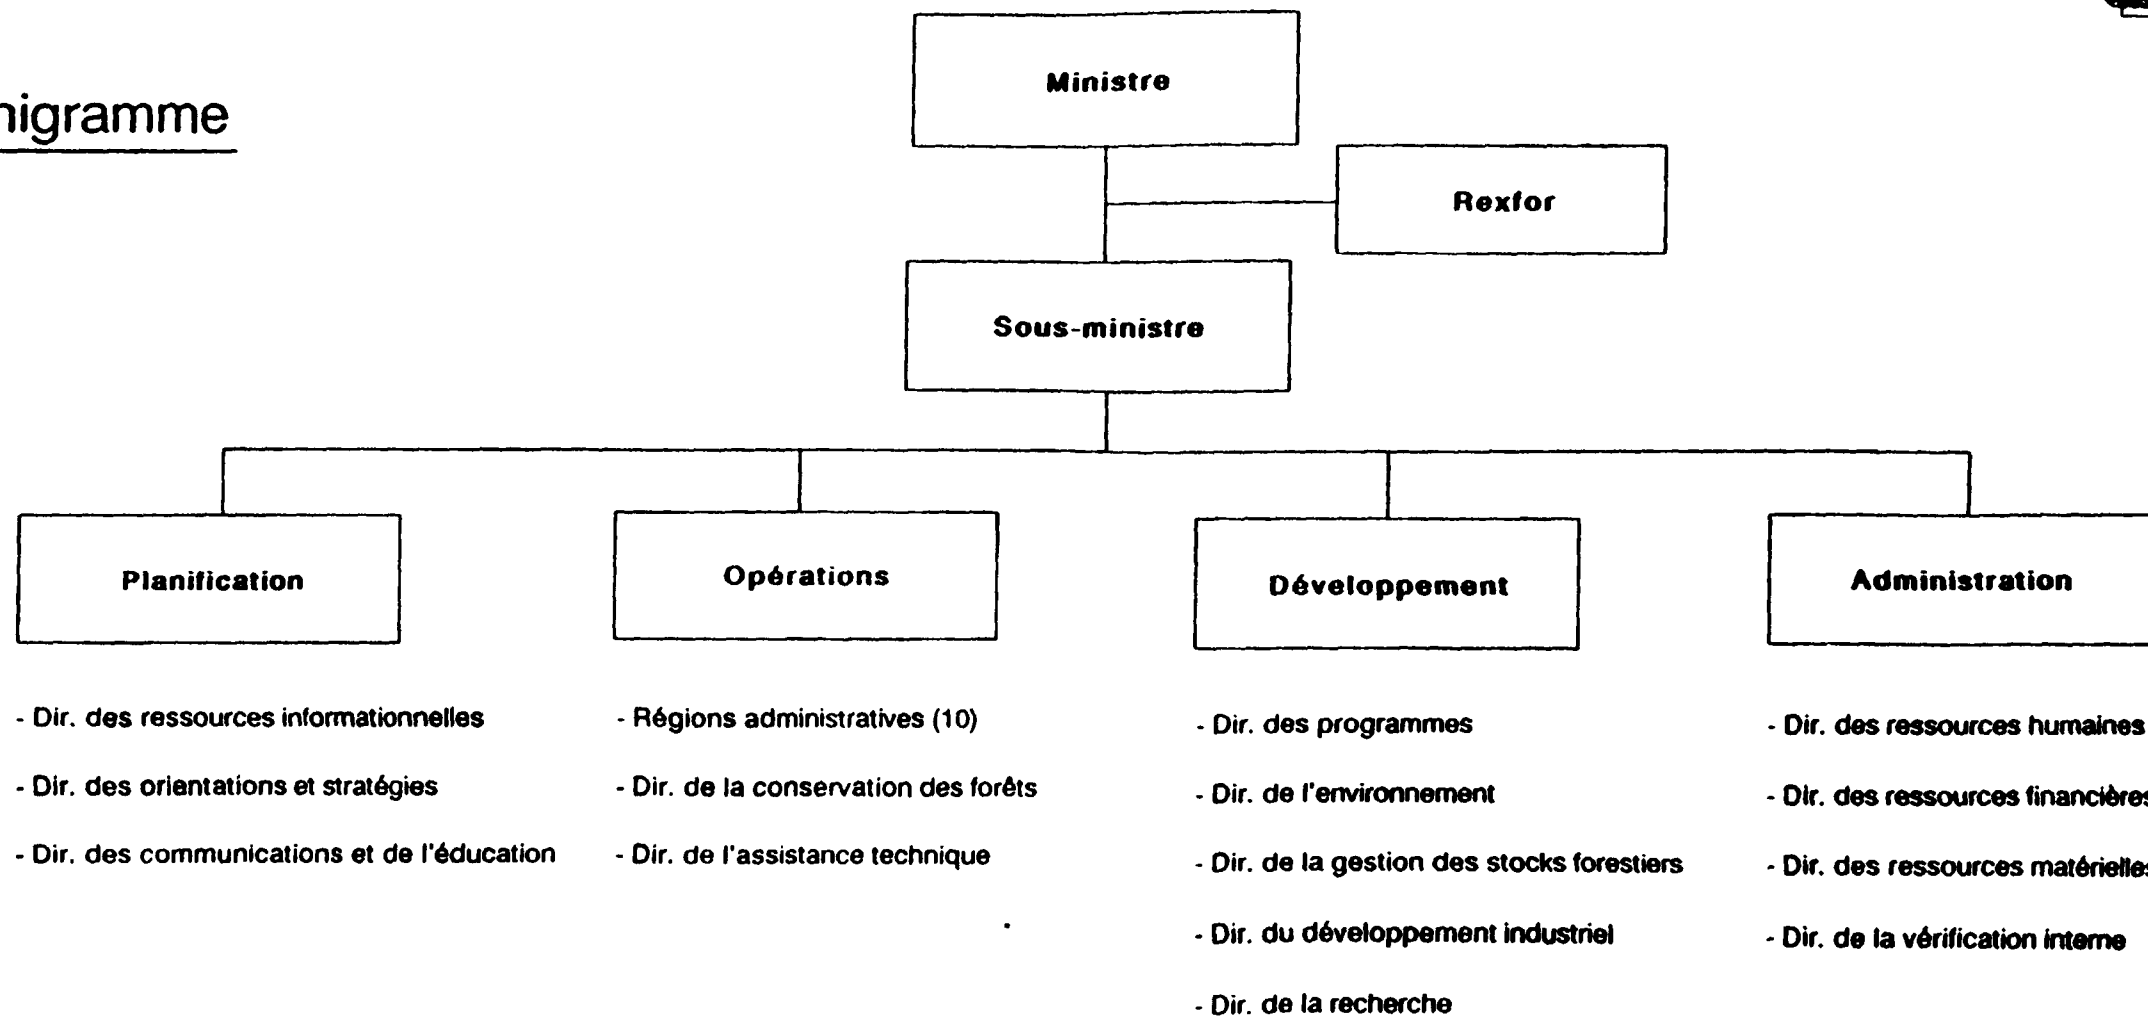 nigramme
Ministre
Rexfor
Sous-ministre
Planification
Opérations
Développement
Administration
- Dir. des ressources informationnelles
- Dir. des orientations et stratégies
- Dir. des communications et de l'éducation
- Régions administratives (10)
- Dir. de la conservation des forêts
- Dir. de l'assistance technique
- Dir. des programmes
- Dir. de l'environnement
- Dir. de la gestion des stocks forestiers
- Dir. du développement industriel
- Dir. de la recherche
- Dir. des ressources humaines
- Dir. des ressources financières
- Dir. des ressources matérielles
- Dir. de la vérification interne